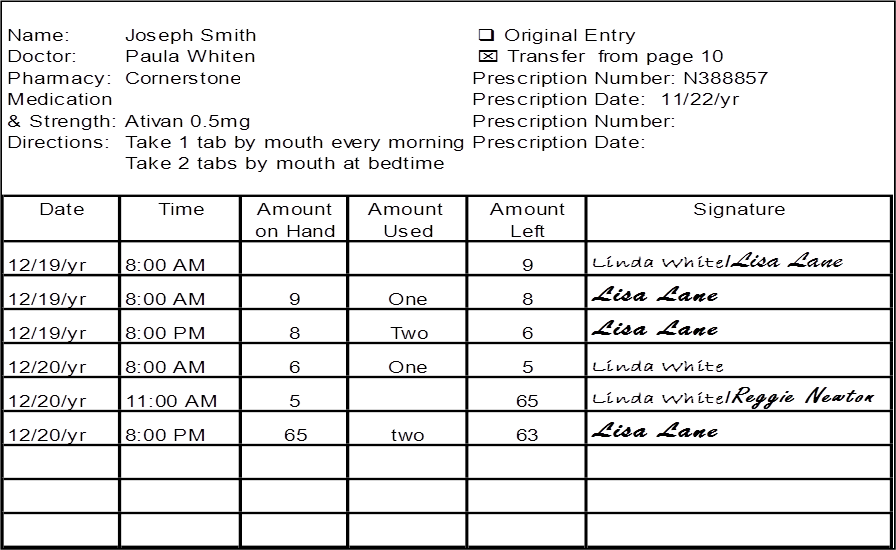 Name: Joseph Smith ❑ Original Entry
Doctor: Paula Whiten ☒ Transfer from page 10
Pharmacy: Cornerstone Prescription Number: N388857
Medication Prescription Date: 11/22/yr
& Strength: Ativan 0.5mg Prescription Number:
Directions: Take 1 tab by mouth every morning Prescription Date:
Take 2 tabs by mouth at bedtime
Date Time Amount Amount Amount Signature
on Hand Used Left
12/19/yr 8:00 AM 9 Linda White/Lisa Lane
12/19/yr 8:00 AM 9 One 8 Lisa Lane
12/19/yr 8:00 PM 8 Two 6 Lisa Lane
12/20/yr 8:00 AM 6 One 5 Linda White
12/20/yr 11:00 AM 5 65 Linda White/Reggie Newton
12/20/yr 8:00 PM 65 two 63 Lisa Lane